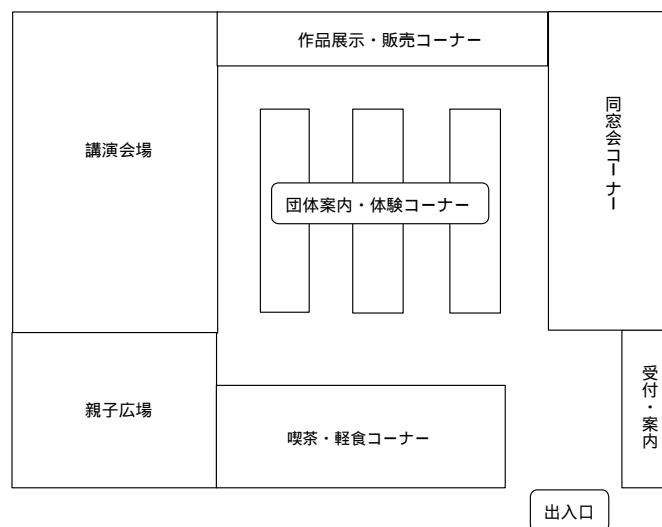 作品展示・販売コーナー
講演会場
同窓会コーナー
団体案内・体験コーナー
親子広場
喫茶・軽食コーナー
受付・案内
出入口